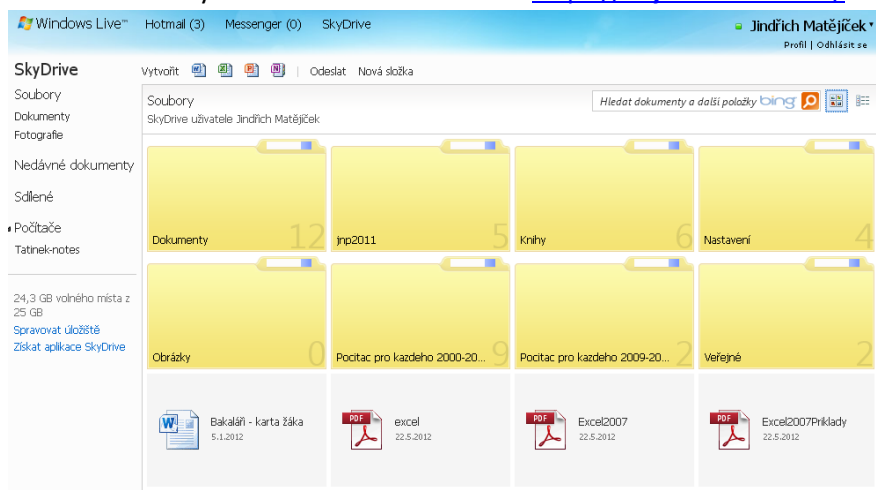 Windows Live™ Hotmail (3) Messenger (0) SkyDrive Jindřich Matějíček
Profil | Odhlásit se
SkyDrive
Vytvořit | Odeslat Nová složka
Soubory
Dokumenty
Fotografie
Nedávné dokumenty
Sdílené
Počítače
Tatinek-notes
24,3 GB volného místa z
25 GB
Spravovat úložiště
Získat aplikace SkyDrive
Soubory
SkyDrive uživatele Jindřich Matějíček
Hledat dokumenty a další položky bing
Dokumenty 12
jnp2011 5
Knihy 6
Nastavení 4
Obrázky 0
Pocitac pro kazdeho 2000-20... 9
Pocitac pro kazdeho 2009-20... 2
Veřejné 2
Bakaláři - karta žáka
5.1.2012
PDF
excel
22.5.2012
PDF
Excel2007
22.5.2012
PDF
Excel2007Priklady
22.5.2012